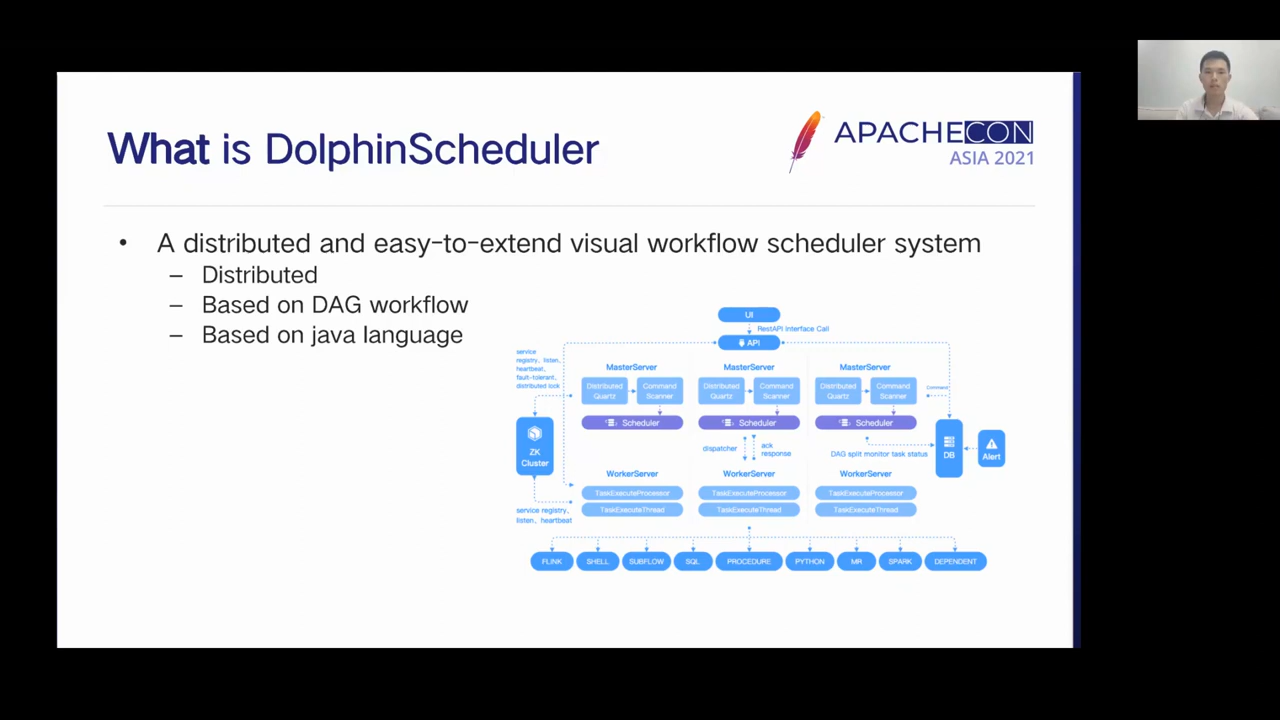 What is DolphinScheduler
APACHECON
ASIA 2021
• A distributed and easy-to-extend visual workflow scheduler system
– Distributed
– Based on DAG workflow
– Based on java language
UI
RestAPI Interface Call
API
service
registry、listen,
heartbeat,
fault-tolerant,
distributed lock
MasterServer
MasterServer
MasterServer
Distributed
Quartz
Command
Scanner
Distributed
Quartz
Command
Scanner
Distributed
Quartz
Command
Scanner
Command
Scheduler
Scheduler
Scheduler
ZK
Cluster
dispatcher
ack
response
DAG split monitor task status
DB
Alert
WorkerServer
WorkerServer
WorkerServer
TaskExecuteProcessor
TaskExecuteProcessor
TaskExecuteProcessor
TaskExecuteThread
TaskExecuteThread
TaskExecuteThread
service registry,
listen、heartbeat
FLINK
SHELL
SUBFLOW
SQL
PROCEDURE
PYTHON
MR
SPARK
DEPENDENT